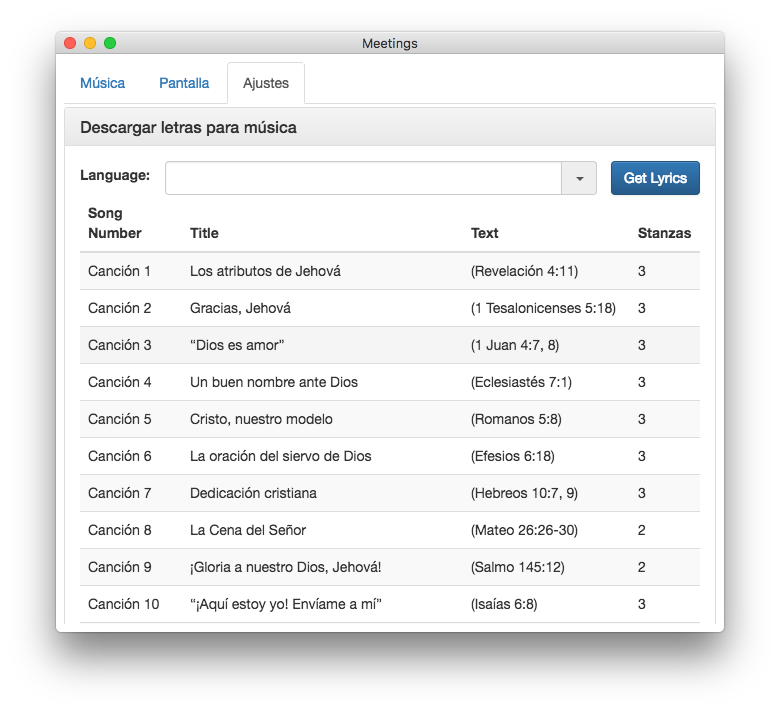 Meetings
Música Pantalla Ajustes
Descargar letras para música
Language: Get Lyrics
Song
Number Title Text Stanzas
Canción 1 Los atributos de Jehová (Revelación 4:11) 3
Canción 2 Gracias, Jehová (1 Tesalonicenses 5:18) 3
Canción 3 “Dios es amor” (1 Juan 4:7, 8) 3
Canción 4 Un buen nombre ante Dios (Eclesiastés 7:1) 3
Canción 5 Cristo, nuestro modelo (Romanos 5:8) 3
Canción 6 La oración del siervo de Dios (Efesios 6:18) 3
Canción 7 Dedicación cristiana (Hebreos 10:7, 9) 3
Canción 8 La Cena del Señor (Mateo 26:26-30) 2
Canción 9 ¡Gloria a nuestro Dios, Jehová! (Salmo 145:12) 2
Canción 10 “¡Aquí estoy yo! Envíame a mí” (Isaías 6:8) 3